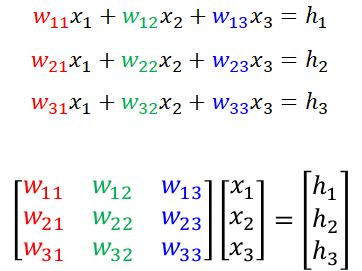 w₁₁x₁ + w₁₂x₂ + w₁₃x₃ = h₁
w₂₁x₁ + w₂₂x₂ + w₂₃x₃ = h₂
w₃₁x₁ + w₃₂x₂ + w₃₃x₃ = h₃
[w₁₁ w₁₂ w₁₃] [x₁] [h₁]
[w₂₁ w₂₂ w₂₃] [x₂] = [h₂]
[w₃₁ w₃₂ w₃₃] [x₃] [h₃]